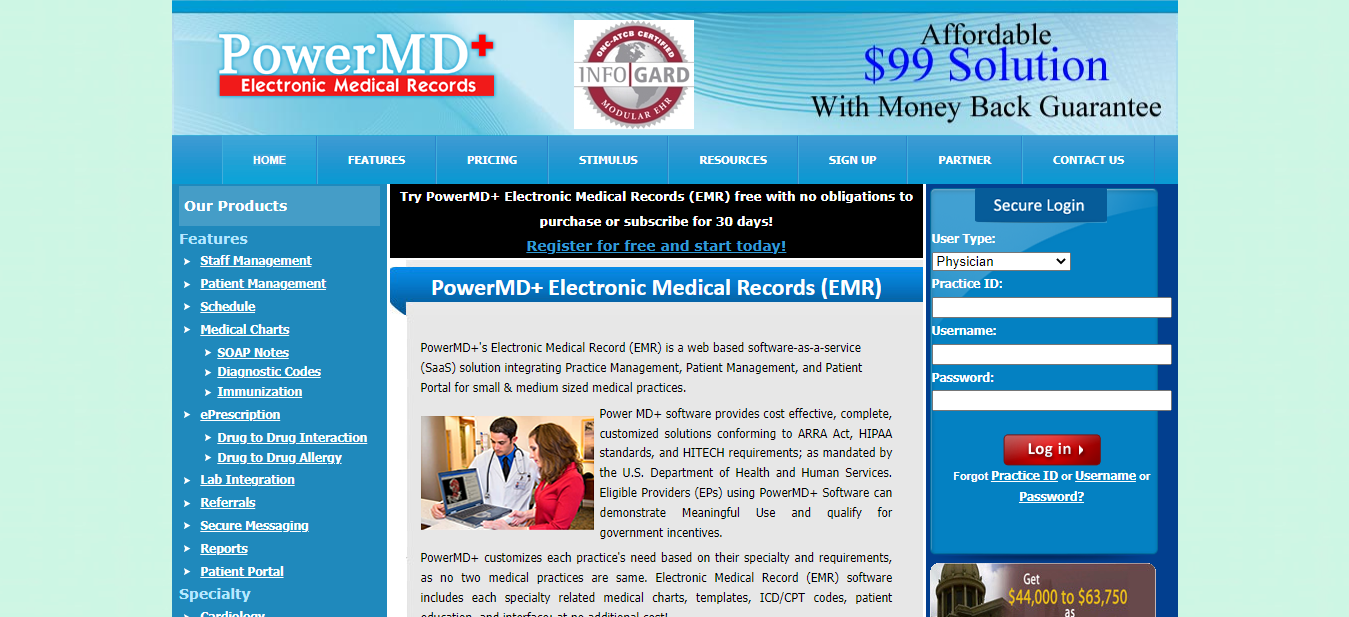 PowerMD+
Electronic Medical Records
ONC-ATCB CERTIFIED
INFOGARD
MODULAR EHR
Affordable
$99 Solution
With Money Back Guarantee
HOME
FEATURES
PRICING
STIMULUS
RESOURCES
SIGN UP
PARTNER
CONTACT US
Our Products
Features
Staff Management
Patient Management
Schedule
Medical Charts
SOAP Notes
Diagnostic Codes
Immunization
ePrescription
Drug to Drug Interaction
Drug to Drug Allergy
Lab Integration
Referrals
Secure Messaging
Reports
Patient Portal
Specialty
Cardiology
Try PowerMD+ Electronic Medical Records (EMR) free with no obligations to
purchase or subscribe for 30 days!
Register for free and start today!
PowerMD+ Electronic Medical Records (EMR)
PowerMD+'s Electronic Medical Record (EMR) is a web based software-as-a-service
(SaaS) solution integrating Practice Management, Patient Management, and Patient
Portal for small & medium sized medical practices.
Power MD+ software provides cost effective, complete,
customized solutions conforming to ARRA Act, HIPAA
standards, and HITECH requirements; as mandated by
the U.S. Department of Health and Human Services.
Eligible Providers (EPs) using PowerMD+ Software can
demonstrate Meaningful Use and qualify for
government incentives.
PowerMD+ customizes each practice's need based on their specialty and requirements,
as no two medical practices are same. Electronic Medical Record (EMR) software
includes each specialty related medical charts, templates, ICD/CPT codes, patient
education, and interface; at no additional cost!
Secure Login
User Type:
Physician
Practice ID:
Username:
Password:
Log in
Forgot Practice ID or Username or
Password?
Get
$44,000 to $63,750
as